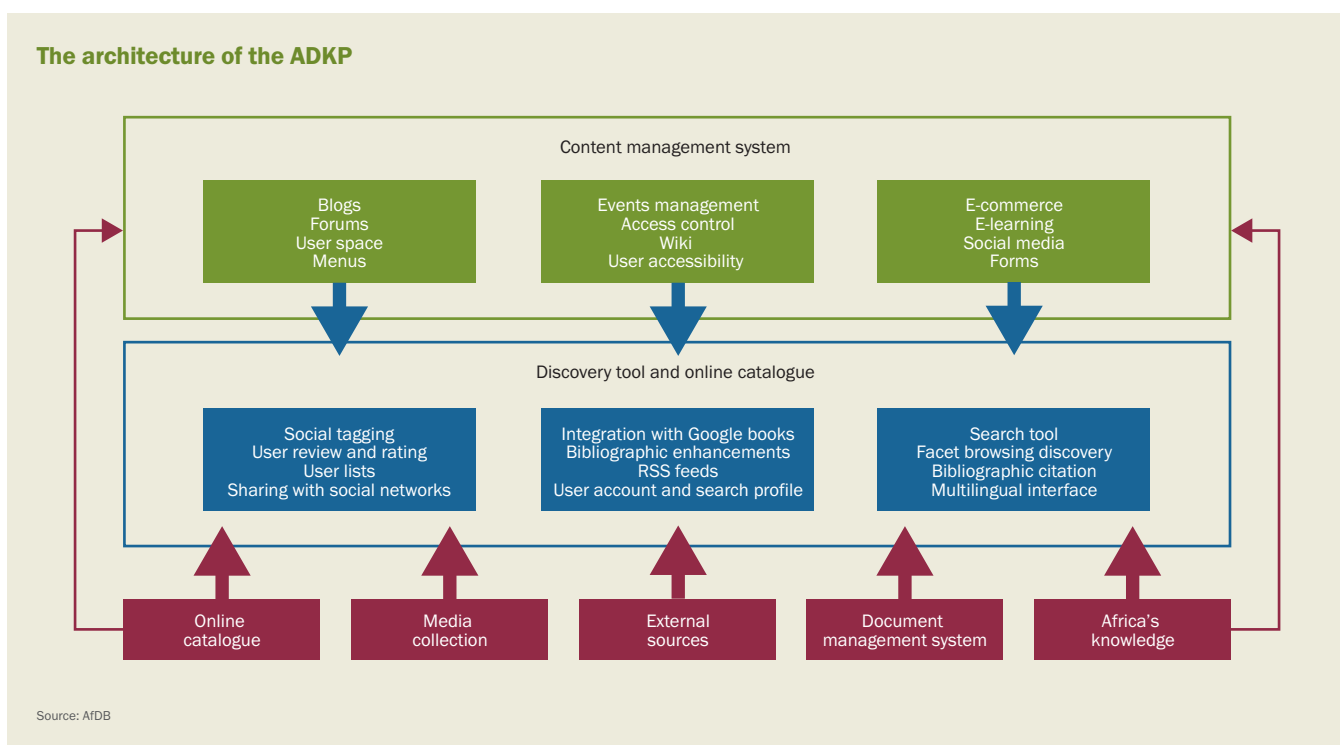 The architecture of the ADKP
Content management system
Blogs
Forums
User space
Menus
Events management
Access control
Wiki
User accessibility
E-commerce
E-learning
Social media
Forms
Discovery tool and online catalogue
Social tagging
User review and rating
User lists
Sharing with social networks
Integration with Google books
Bibliographic enhancements
RSS feeds
User account and search profile
Search tool
Facet browsing discovery
Bibliographic citation
Multilingual interface
Online
catalogue
Media
collection
External
sources
Document
management system
Africa's
knowledge
Source: AfDB